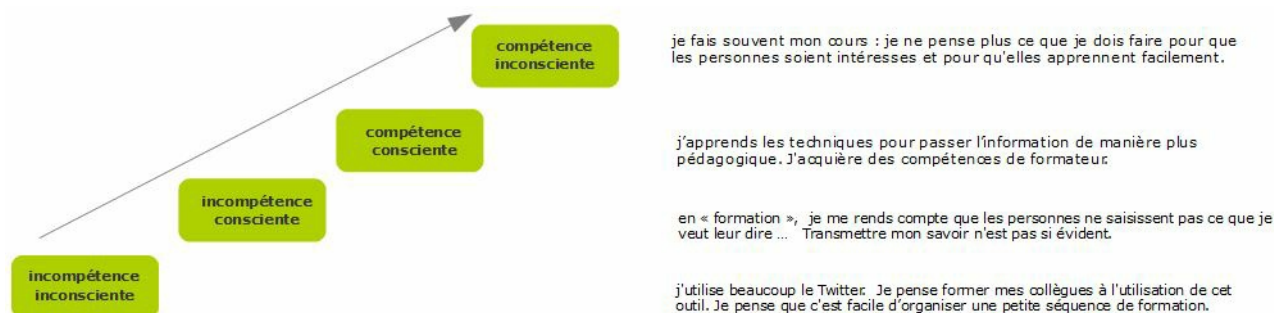 compétence
inconsciente
je fais souvent mon cours : je ne pense plus ce que je dois faire pour que
les personnes soient intéresses et pour qu'elles apprennent facilement.
compétence
consciente
j'apprends les techniques pour passer l'information de manière plus
pédagogique. J'acquière des compétences de formateur.
incompétence
consciente
en « formation », je me rends compte que les personnes ne saisissent pas ce que je
veut leur dire ... Transmettre mon savoir n'est pas si évident.
incompétence
inconsciente
j'utilise beaucoup le Twitter. Je pense former mes collègues à l'utilisation de cet
outil. Je pense que c'est facile d'organiser une petite séquence de formation.